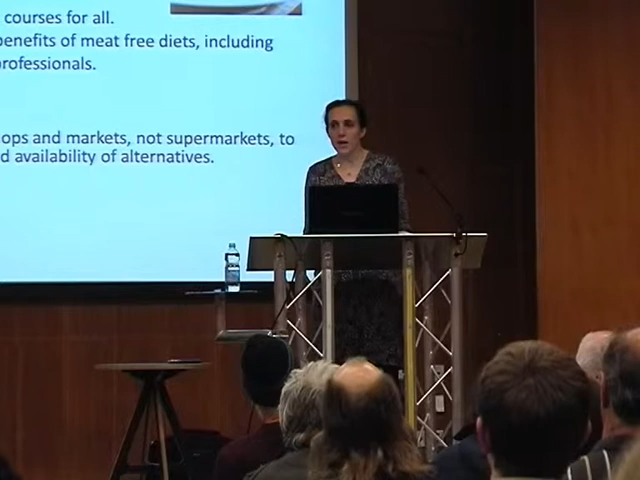 courses for all.
benefits of meat free diets, including
professionals.
ops and markets, not supermarkets, to
d availability of alternatives.